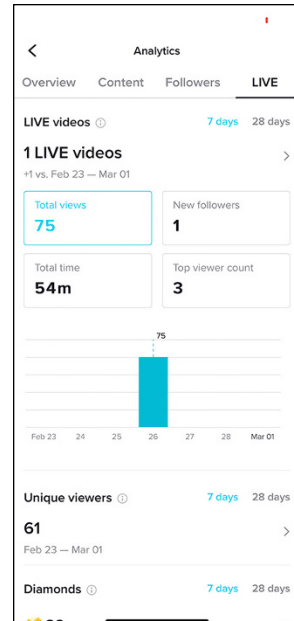 Analytics
Overview Content Followers LIVE
LIVE videos 7 days 28 days
1 LIVE videos
+1 vs. Feb 23 — Mar 01
Total views New followers
75 1
Total time Top viewer count
54m 3
75
Feb 23 24 25 26 27 28 Mar 01
Unique viewers 7 days 28 days
61
Feb 23 — Mar 01
Diamonds 7 days 28 days